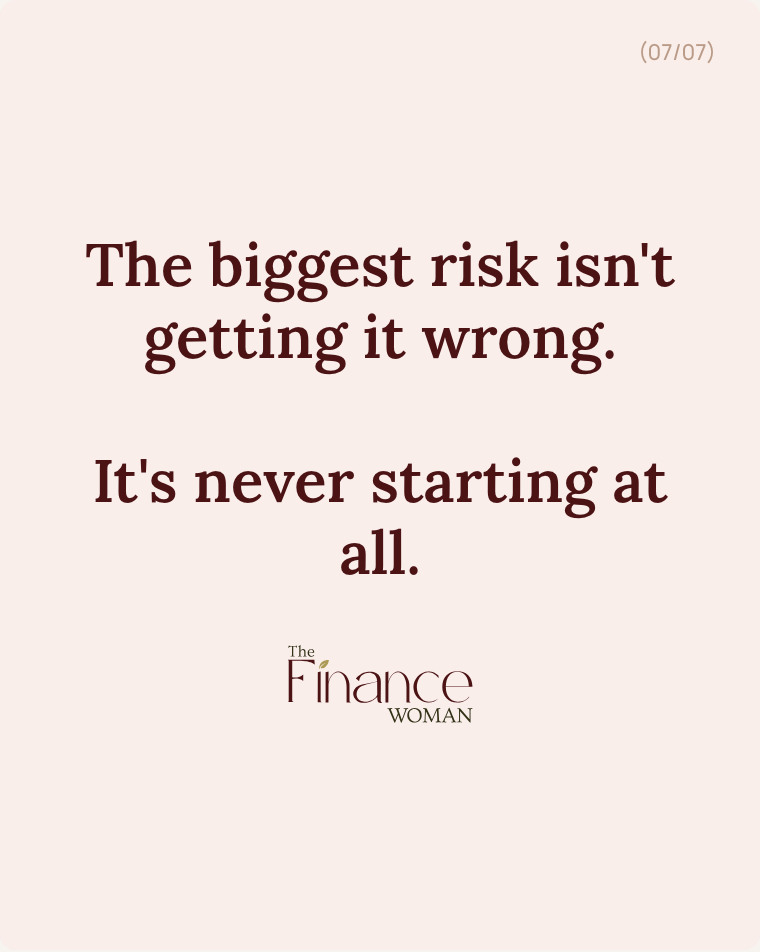 (07/07)
The biggest risk isn't
getting it wrong.
It's never starting at
all.
The
Finance
WOMAN